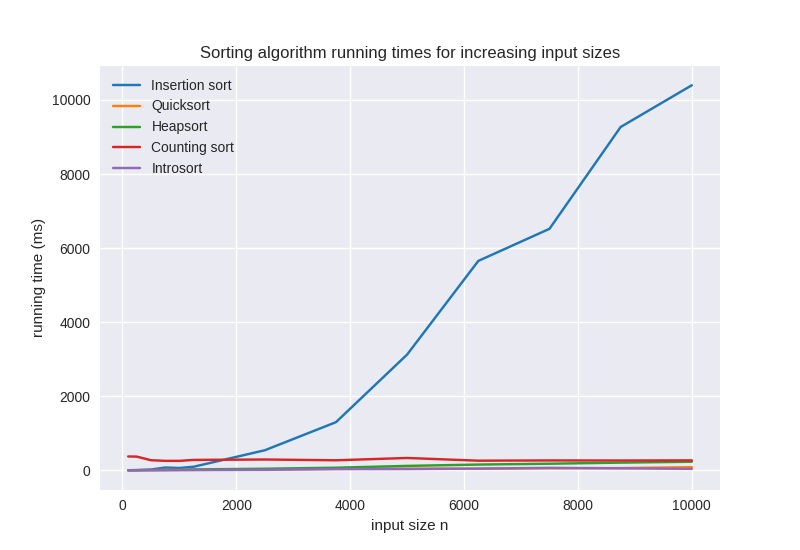 Sorting algorithm running times for increasing input sizes
Insertion sort
Quicksort
Heapsort
Counting sort
Introsort
running time (ms)
10000
8000
6000
4000
2000
0
0 2000 4000 6000 8000 10000
input size n